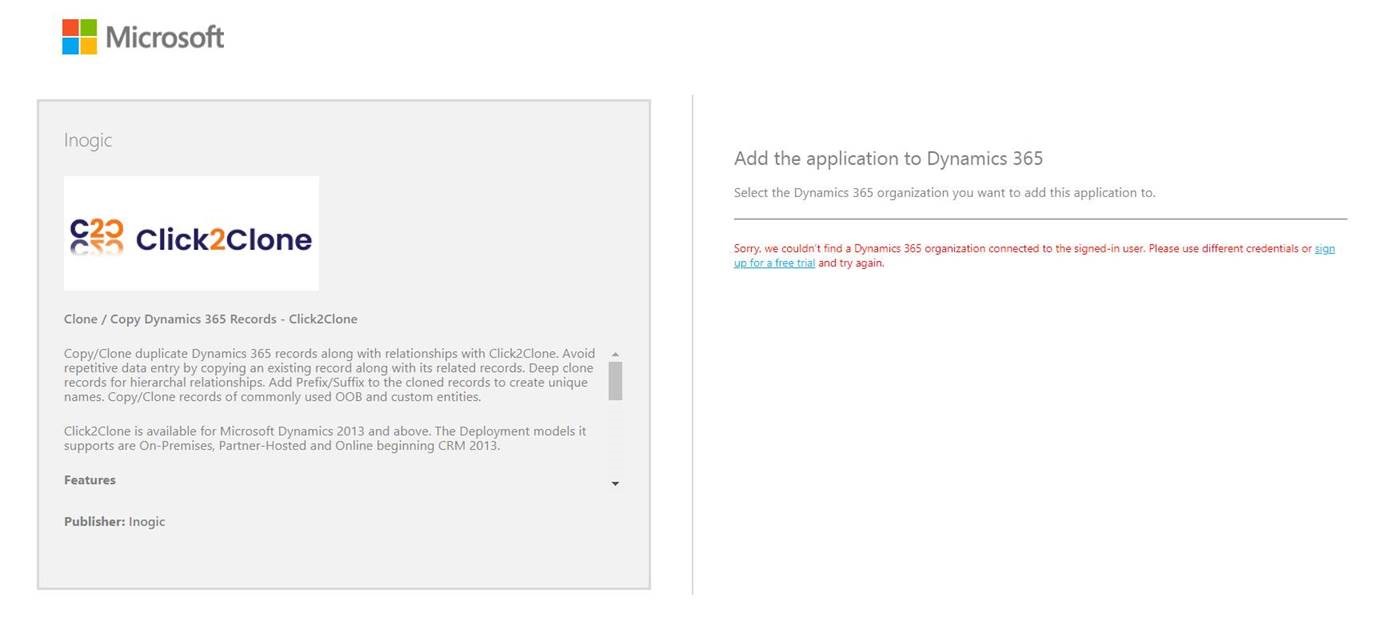 Microsoft
Inogic
C2C Click2Clone
Clone / Copy Dynamics 365 Records - Click2Clone
Copy/Clone duplicate Dynamics 365 records along with relationships with Click2Clone. Avoid
repetitive data entry by copying an existing record along with its related records. Deep clone
records for hierarchal relationships. Add Prefix/Suffix to the cloned records to create unique
names. Copy/Clone records of commonly used OOB and custom entities.
Click2Clone is available for Microsoft Dynamics 2013 and above. The Deployment models it
supports are On-Premises, Partner-Hosted and Online beginning CRM 2013.
Features
Publisher: Inogic
Add the application to Dynamics 365
Select the Dynamics 365 organization you want to add this application to.
Sorry, we couldn't find a Dynamics 365 organization connected to the signed-in user. Please use different credentials or sign
up for a free trial and try again.